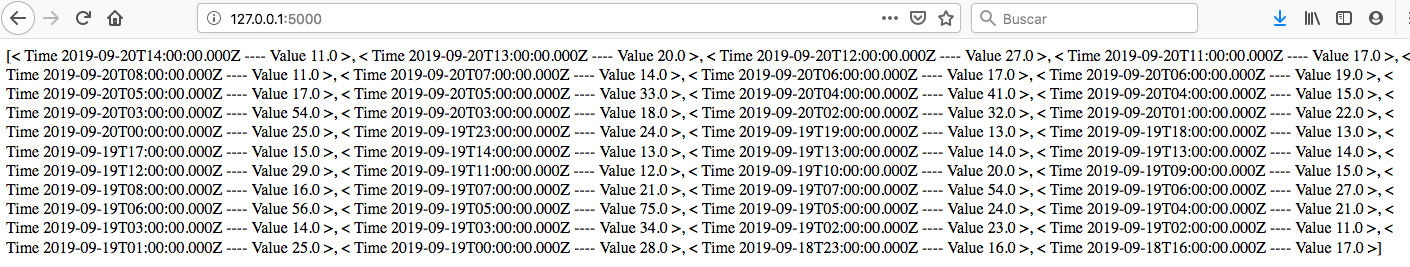 127.0.0.1:5000
Buscar
[< Time 2019-09-20T14:00:00.000Z ---- Value 11.0 >, < Time 2019-09-20T13:00:00.000Z ---- Value 20.0 >, < Time 2019-09-20T12:00:00.000Z ---- Value 27.0 >, < Time 2019-09-20T11:00:00.000Z ---- Value 17.0 >, <
Time 2019-09-20T08:00:00.000Z ---- Value 11.0 >, < Time 2019-09-20T07:00:00.000Z ---- Value 14.0 >, < Time 2019-09-20T06:00:00.000Z ---- Value 17.0 >, < Time 2019-09-20T06:00:00.000Z ---- Value 19.0 >, <
Time 2019-09-20T05:00:00.000Z ---- Value 17.0 >, < Time 2019-09-20T05:00:00.000Z ---- Value 33.0 >, < Time 2019-09-20T04:00:00.000Z ---- Value 41.0 >, < Time 2019-09-20T04:00:00.000Z ---- Value 15.0 >, <
Time 2019-09-20T03:00:00.000Z ---- Value 54.0 >, < Time 2019-09-20T03:00:00.000Z ---- Value 18.0 >, < Time 2019-09-20T02:00:00.000Z ---- Value 32.0 >, < Time 2019-09-20T01:00:00.000Z ---- Value 22.0 >, <
Time 2019-09-20T00:00:00.000Z ---- Value 25.0 >, < Time 2019-09-19T23:00:00.000Z ---- Value 24.0 >, < Time 2019-09-19T19:00:00.000Z ---- Value 13.0 >, < Time 2019-09-19T18:00:00.000Z ---- Value 13.0 >, <
Time 2019-09-19T17:00:00.000Z ---- Value 15.0 >, < Time 2019-09-19T14:00:00.000Z ---- Value 13.0 >, < Time 2019-09-19T13:00:00.000Z ---- Value 14.0 >, < Time 2019-09-19T13:00:00.000Z ---- Value 14.0 >, <
Time 2019-09-19T12:00:00.000Z ---- Value 29.0 >, < Time 2019-09-19T11:00:00.000Z ---- Value 12.0 >, < Time 2019-09-19T10:00:00.000Z ---- Value 20.0 >, < Time 2019-09-19T09:00:00.000Z ---- Value 15.0 >, <
Time 2019-09-19T08:00:00.000Z ---- Value 16.0 >, < Time 2019-09-19T07:00:00.000Z ---- Value 21.0 >, < Time 2019-09-19T07:00:00.000Z ---- Value 54.0 >, < Time 2019-09-19T06:00:00.000Z ---- Value 27.0 >, <
Time 2019-09-19T06:00:00.000Z ---- Value 56.0 >, < Time 2019-09-19T05:00:00.000Z ---- Value 75.0 >, < Time 2019-09-19T05:00:00.000Z ---- Value 24.0 >, < Time 2019-09-19T04:00:00.000Z ---- Value 21.0 >, <
Time 2019-09-19T03:00:00.000Z ---- Value 14.0 >, < Time 2019-09-19T03:00:00.000Z ---- Value 34.0 >, < Time 2019-09-19T02:00:00.000Z ---- Value 23.0 >, < Time 2019-09-19T02:00:00.000Z ---- Value 11.0 >, <
Time 2019-09-19T01:00:00.000Z ---- Value 25.0 >, < Time 2019-09-19T00:00:00.000Z ---- Value 28.0 >, < Time 2019-09-18T23:00:00.000Z ---- Value 16.0 >, < Time 2019-09-18T16:00:00.000Z ---- Value 17.0 >]